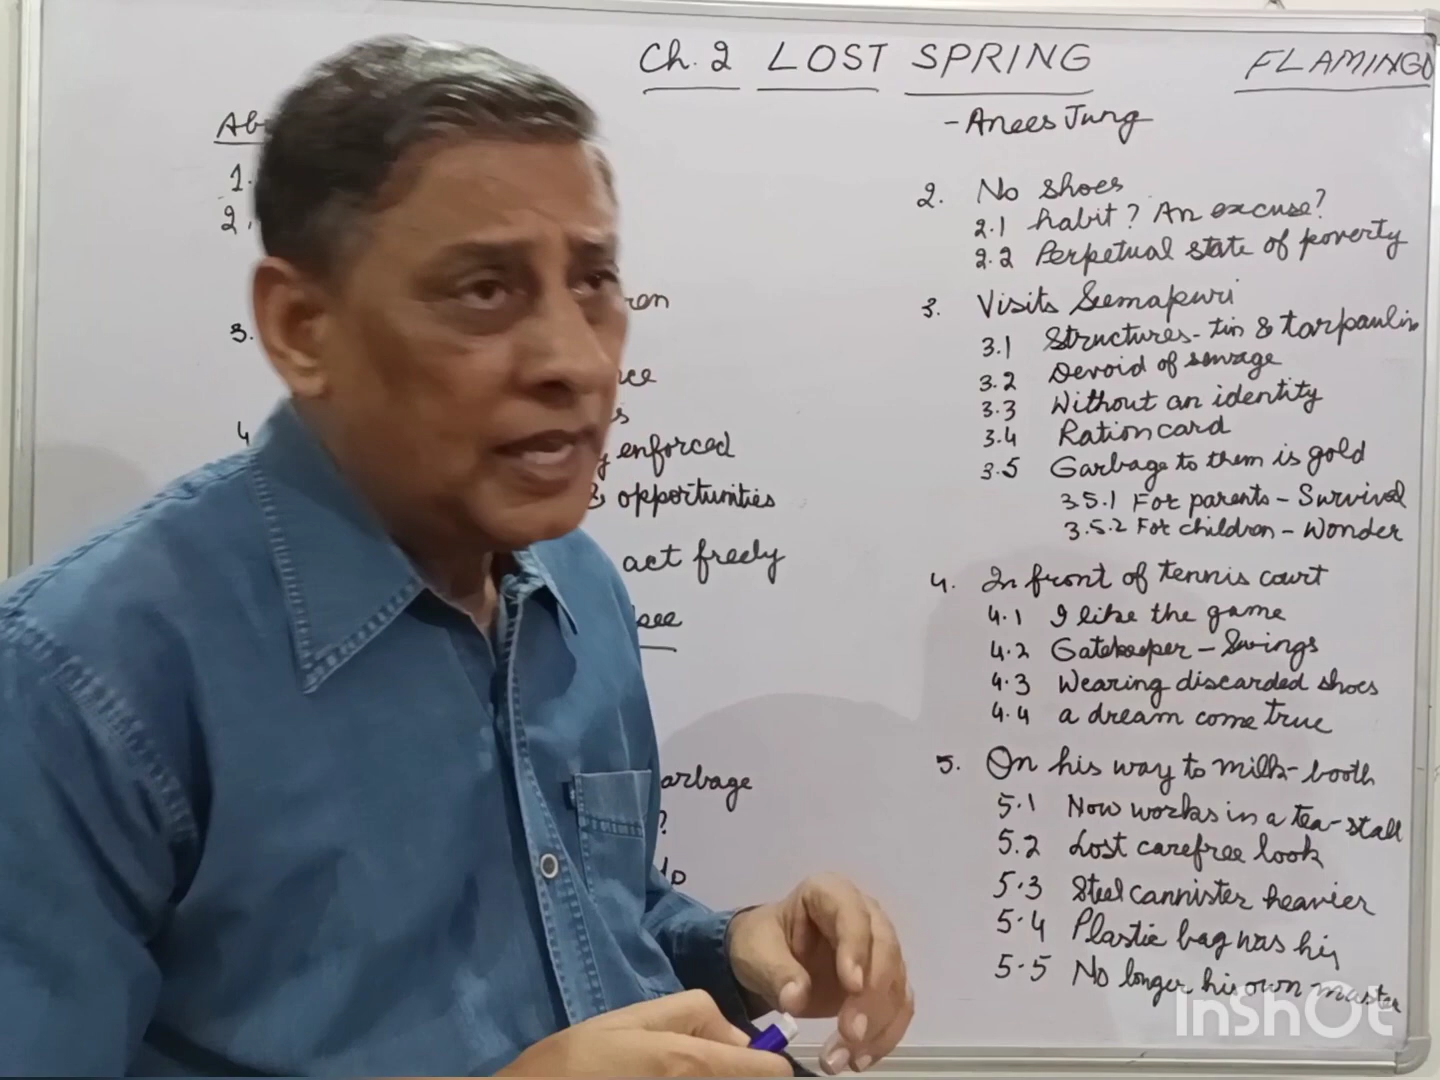 Ch. 2 LOST SPRING
FLAMINGO
- Anees Jung
1.
2.
3.
4
enforced
& opportunities
act freely
?
2. No shoes
2.1 habit? An excuse?
2.2 Perpetual state of poverty
3. Visits Seemapuri
3.1 Structures - tin & tarpaulin
3.2 Devoid of sewage
3.3 Without an identity
3.4 Ration card
3.5 Garbage to them is gold
3.5.1 For parents - Survival
3.5.2 For children - Wonder
4. In front of tennis court
4.1 I like the game
4.2 Gatekeeper - Swings
4.3 Wearing discarded shoes
4.4 a dream come true
5. On his way to milk-booth
5.1 Now works in a tea-stall
5.2 Lost carefree look
5.3 Steel cannister heavier
5.4 Plastic bag was his
5.5 No longer his own master
InShOt